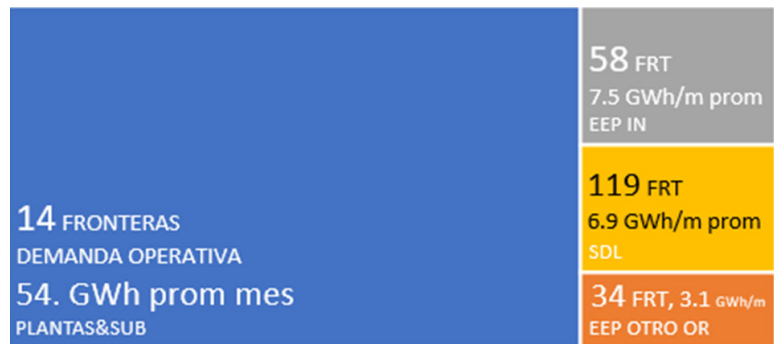 14 FRONTERAS
DEMANDA OPERATIVA
54. GWh prom mes
PLANTAS&SUB
58 FRT
7.5 GWh/m prom
EEP IN
119 FRT
6.9 GWh/m prom
SDL
34 FRT, 3.1 GWh/m
EEP OTRO OR